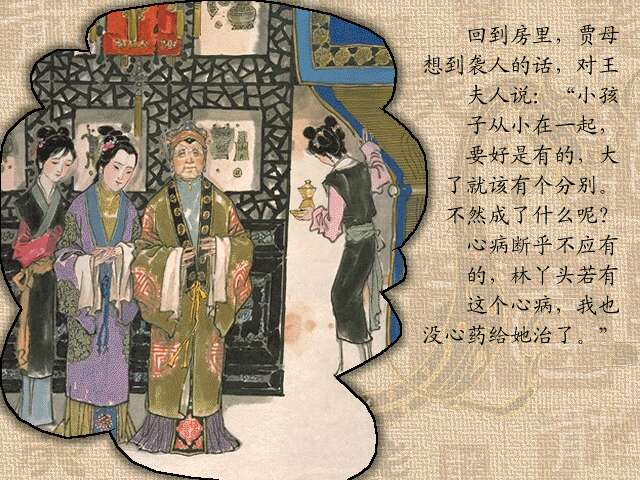 回到房里，贾母
想到袭人的话，对王
夫人说：“小孩
子从小在一起，
要好是有的，大
了就该有个分别。
不然成了什么呢？
心病断乎不应有
的，林丫头若有
这个心病，我也
没心药给她治了。”